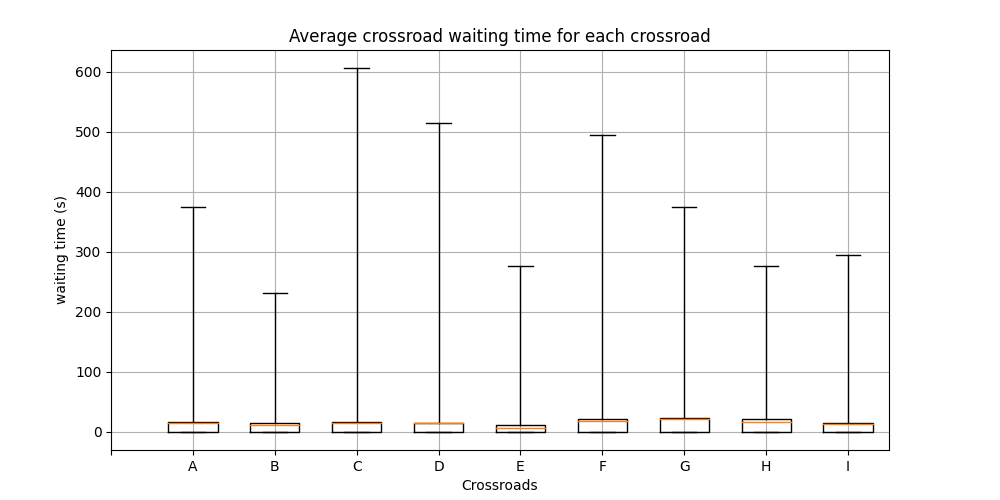 Average crossroad waiting time for each crossroad
600
500
400
300
200
100
0
waiting time (s)
A B C D E F G H I
Crossroads